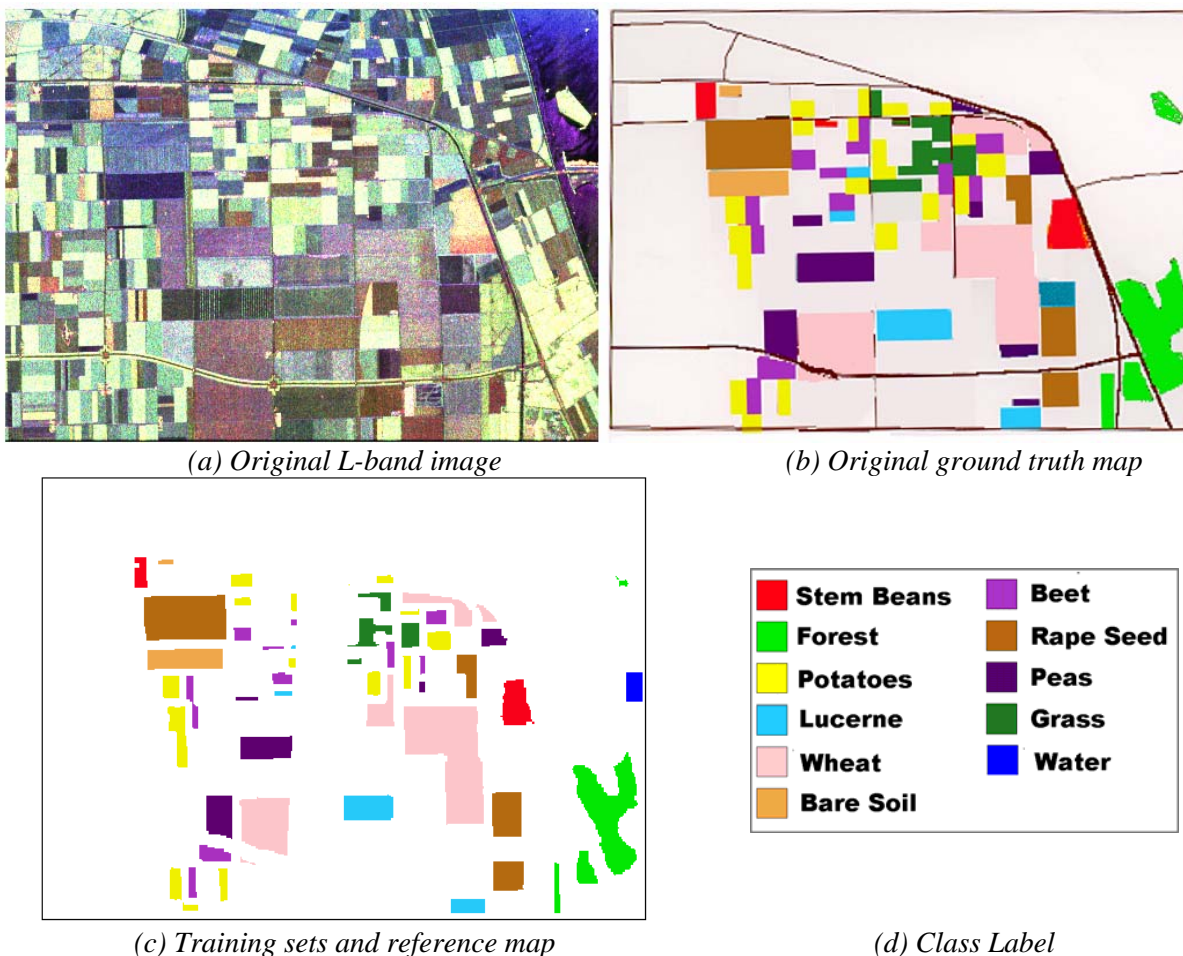 (a) Original L-band image
(b) Original ground truth map
Stem Beans
Forest
Potatoes
Lucerne
Wheat
Bare Soil
Beet
Rape Seed
Peas
Grass
Water
(c) Training sets and reference map
(d) Class Label